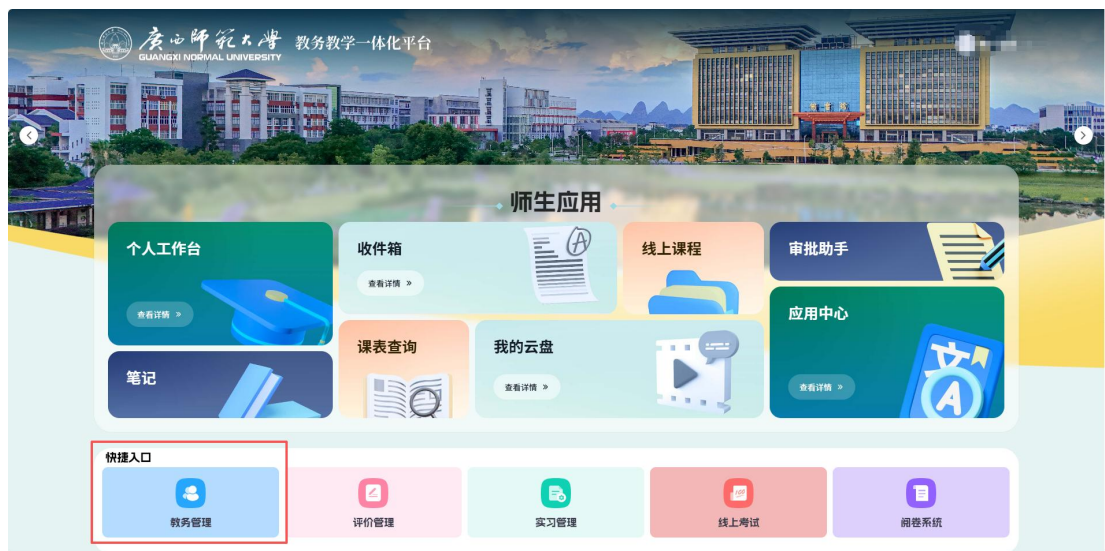 广西师范大学 教务教学一体化平台
GUANGXI NORMAL UNIVERSITY
师生应用
个人工作台
查看详情 »
笔记
收件箱
查看详情 »
线上课程
课表查询
我的云盘
查看详情 »
审批助手
应用中心
查看详情 »
快捷入口
教务管理
评价管理
实习管理
线上考试
阅卷系统